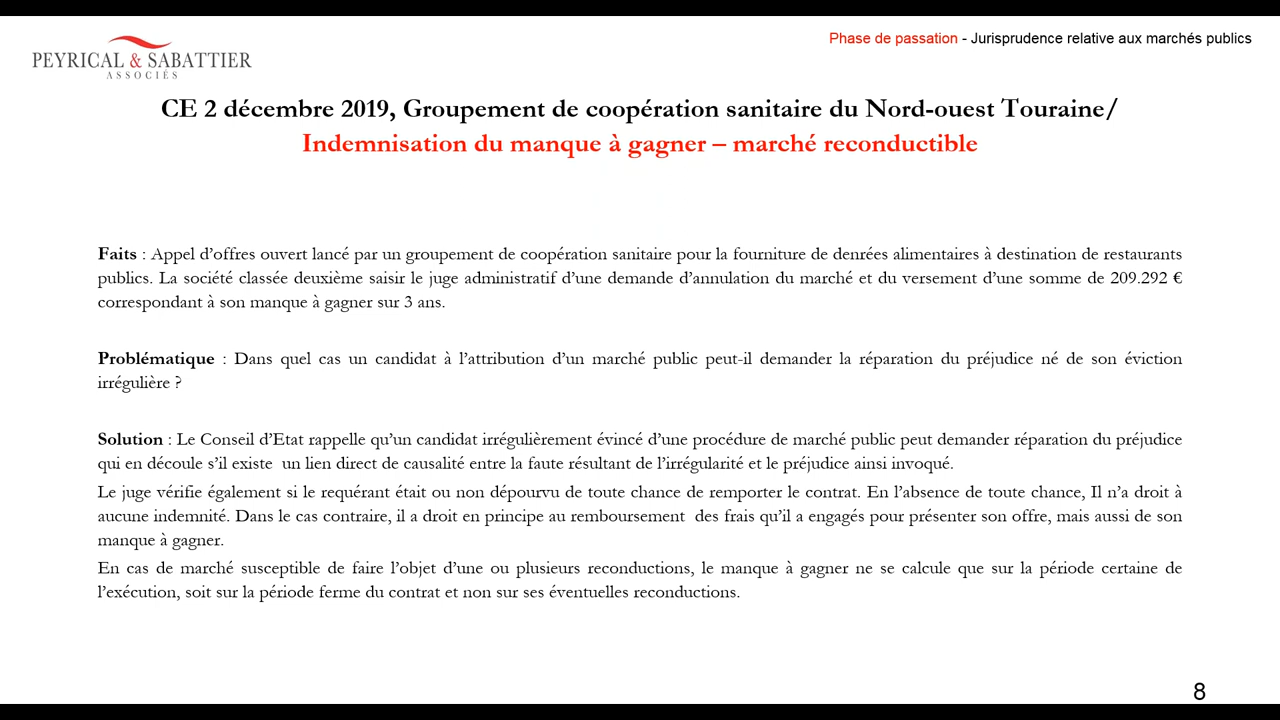 PEYRICAL & SABATTIER
ASSOCIÉS
Phase de passation - Jurisprudence relative aux marchés publics
CE 2 décembre 2019, Groupement de coopération sanitaire du Nord-ouest Touraine/
Indemnisation du manque à gagner – marché reconductible
Faits : Appel d’offres ouvert lancé par un groupement de coopération sanitaire pour la fourniture de denrées alimentaires à destination de restaurants
publics. La société classée deuxième saisir le juge administratif d’une demande d’annulation du marché et du versement d’une somme de 209.292 €
correspondant à son manque à gagner sur 3 ans.
Problématique : Dans quel cas un candidat à l’attribution d’un marché public peut-il demander la réparation du préjudice né de son éviction
irrégulière ?
Solution : Le Conseil d’Etat rappelle qu’un candidat irrégulièrement évincé d’une procédure de marché public peut demander réparation du préjudice
qui en découle s’il existe  un lien direct de causalité entre la faute résultant de l’irrégularité et le préjudice ainsi invoqué.
Le juge vérifie également si le requérant était ou non dépourvu de toute chance de remporter le contrat. En l’absence de toute chance, Il n’a droit à
aucune indemnité. Dans le cas contraire, il a droit en principe au remboursement  des frais qu’il a engagés pour présenter son offre, mais aussi de son
manque à gagner.
En cas de marché susceptible de faire l’objet d’une ou plusieurs reconductions, le manque à gagner ne se calcule que sur la période certaine de
l’exécution, soit sur la période ferme du contrat et non sur ses éventuelles reconductions.
8